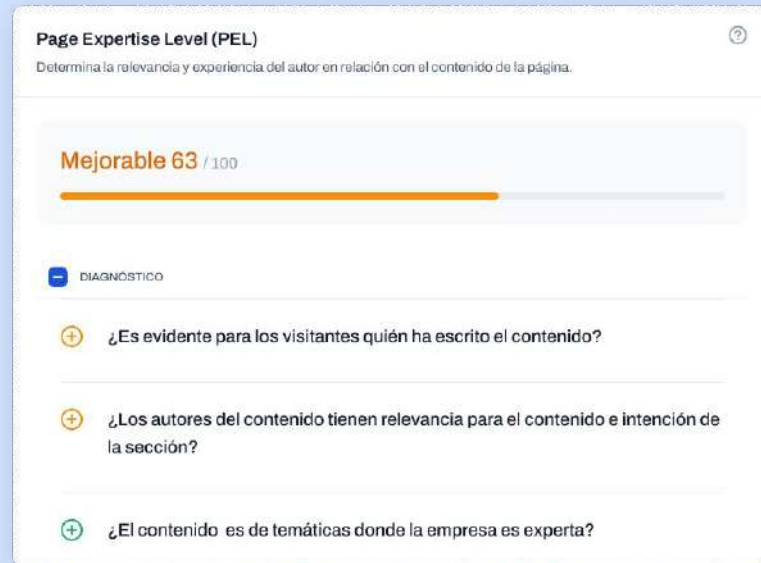 Page Expertise Level (PEL)
Determina la relevancia y experiencia del autor en relación con el contenido de la página.
Mejorable 63 / 100
DIAGNÓSTICO
¿Es evidente para los visitantes quién ha escrito el contenido?
¿Los autores del contenido tienen relevancia para el contenido e intención de
la sección?
¿El contenido es de temáticas donde la empresa es experta?